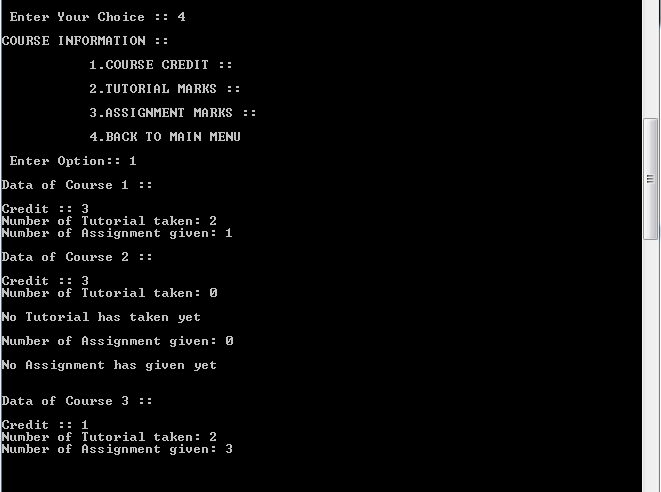 Enter Your Choice :: 4
COURSE INFORMATION ::
1.COURSE CREDIT ::
2.TUTORIAL MARKS ::
3.ASSIGNMENT MARKS ::
4.BACK TO MAIN MENU
Enter Option:: 1
Data of Course 1 ::
Credit :: 3
Number of Tutorial taken: 2
Number of Assignment given: 1
Data of Course 2 ::
Credit :: 3
Number of Tutorial taken: 0
No Tutorial has taken yet
Number of Assignment given: 0
No Assignment has given yet
Data of Course 3 ::
Credit :: 1
Number of Tutorial taken: 2
Number of Assignment given: 3